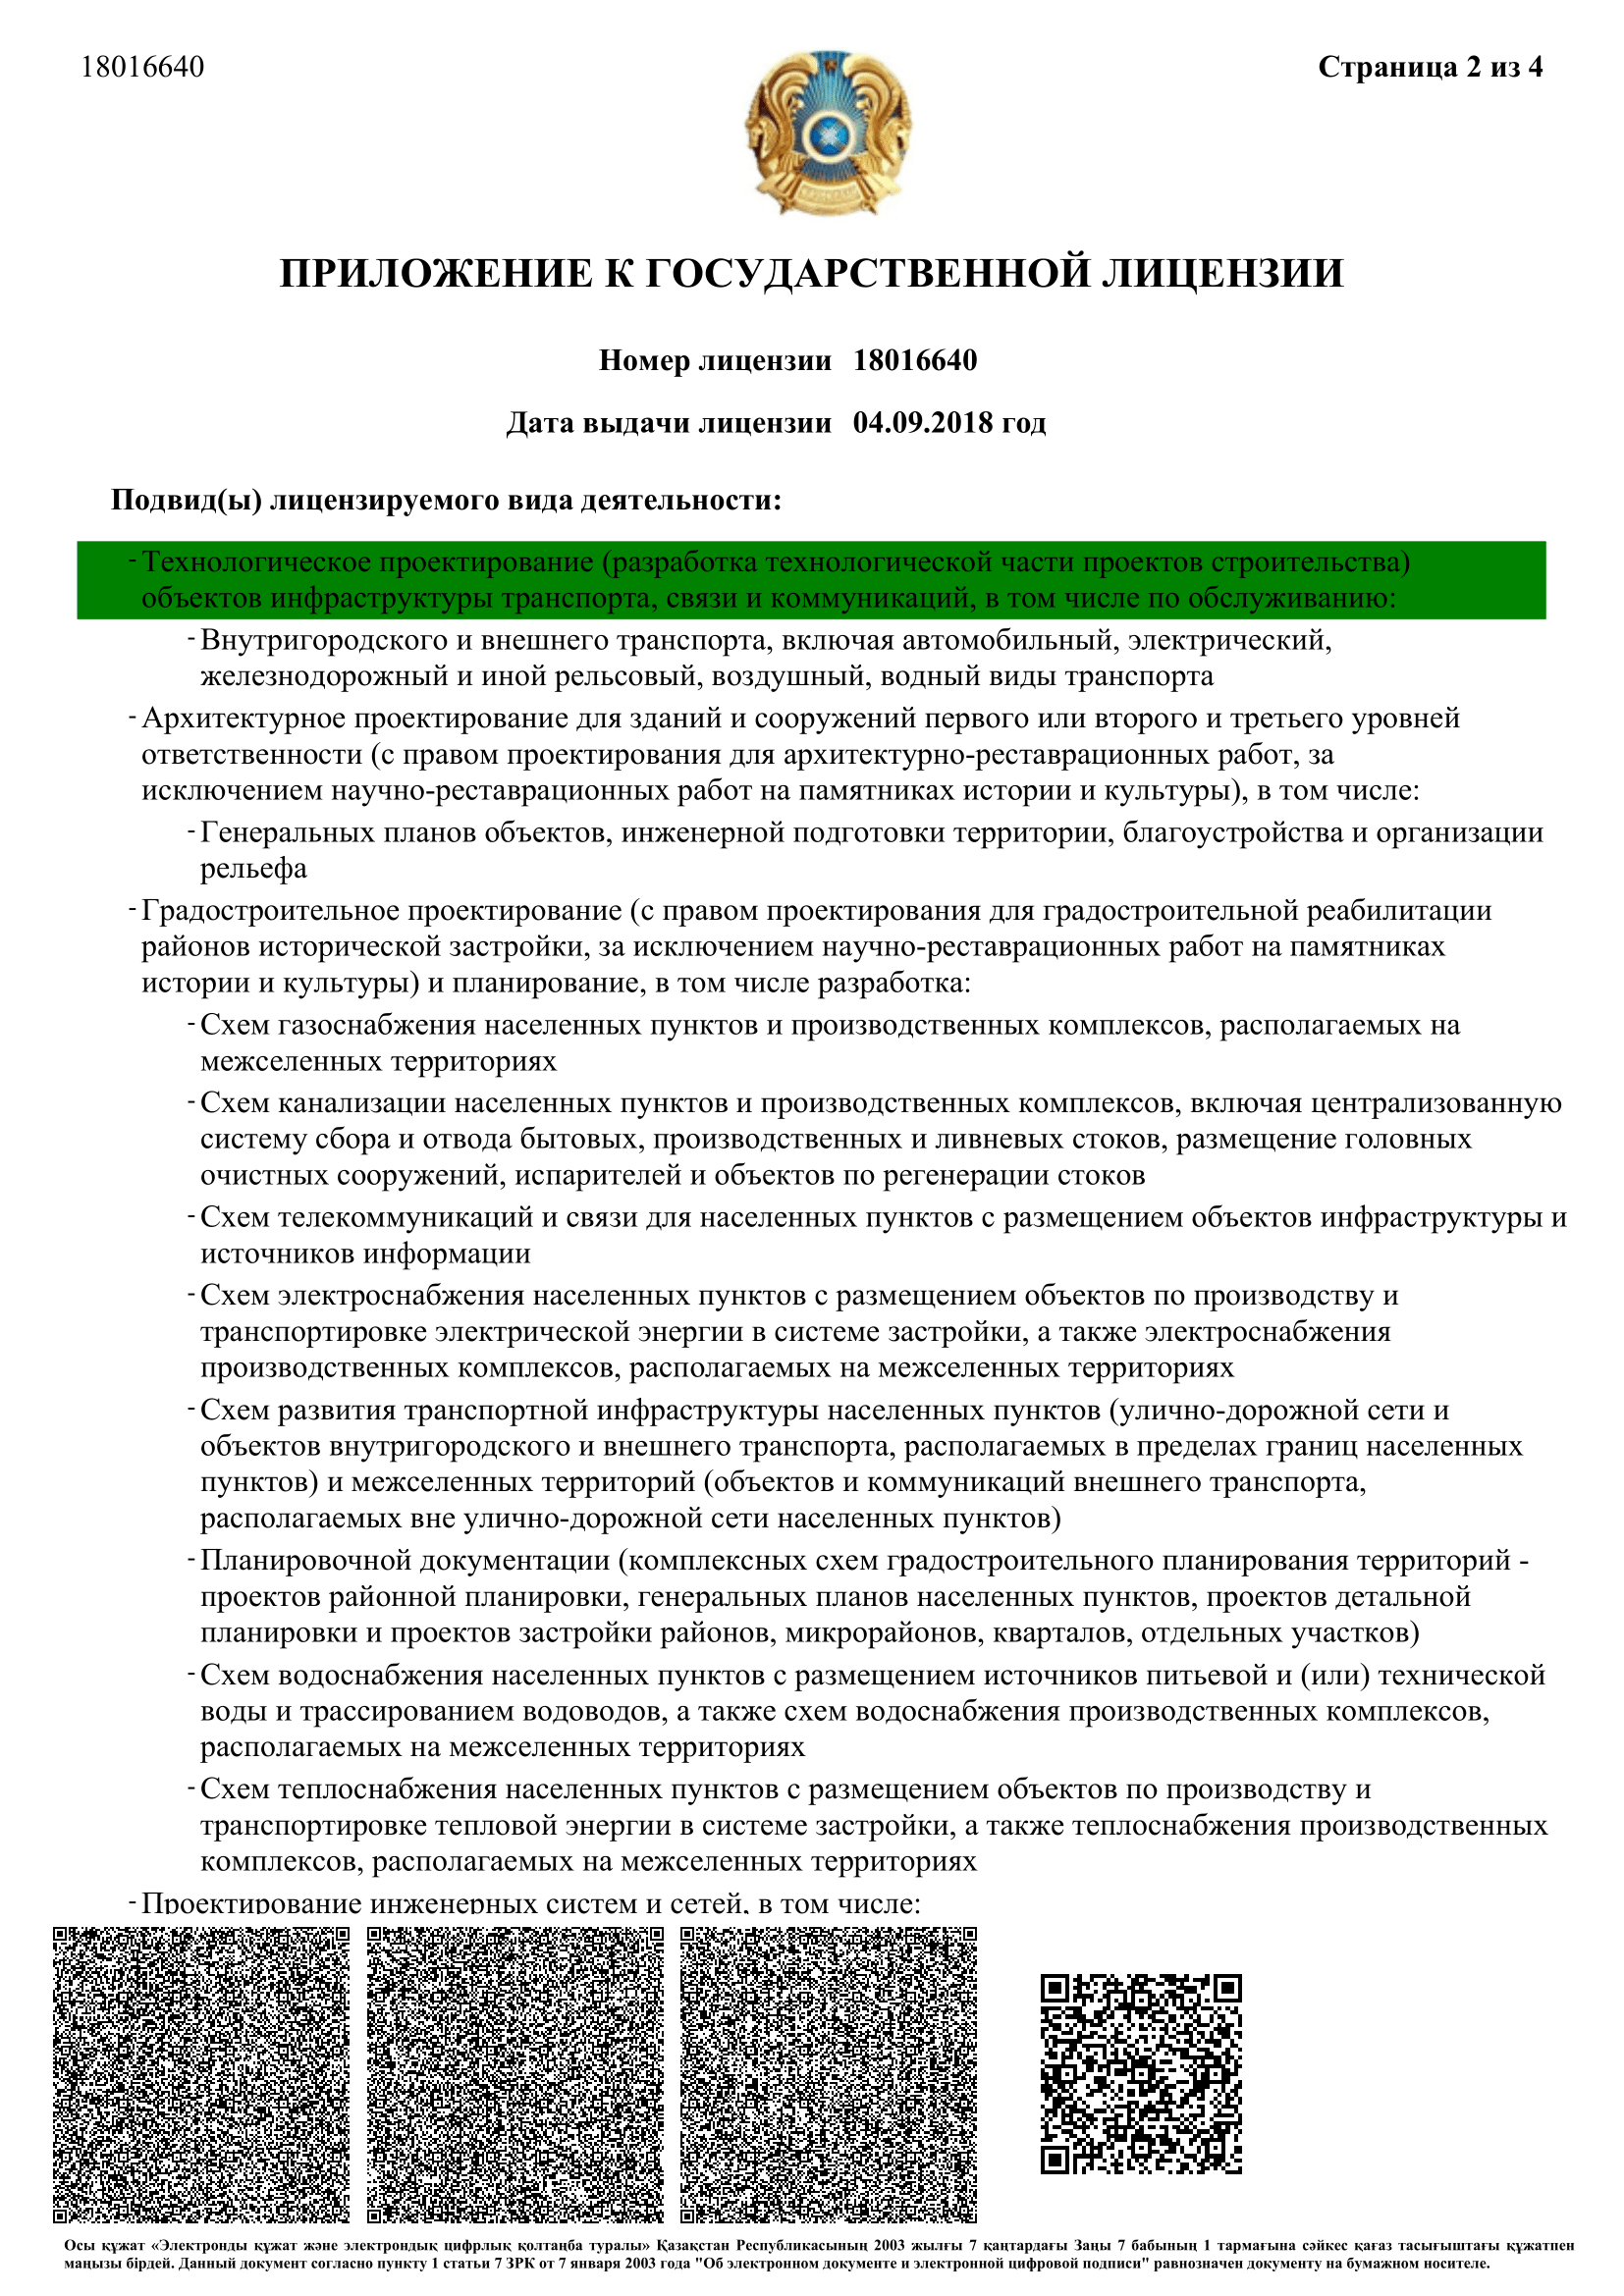 18016640
Страница 2 из 4
ПРИЛОЖЕНИЕ К ГОСУДАРСТВЕННОЙ ЛИЦЕНЗИИ
Номер лицензии 18016640
Дата выдачи лицензии 04.09.2018 год
Подвид(ы) лицензируемого вида деятельности:
- Технологическое проектирование (разработка технологической части проектов строительства)
объектов инфраструктуры транспорта, связи и коммуникаций, в том числе по обслуживанию:
- Внутригородского и внешнего транспорта, включая автомобильный, электрический,
железнодорожный и иной рельсовый, воздушный, водный виды транспорта
- Архитектурное проектирование для зданий и сооружений первого или второго и третьего уровней
ответственности (с правом проектирования для архитектурно-реставрационных работ, за
исключением научно-реставрационных работ на памятниках истории и культуры), в том числе:
- Генеральных планов объектов, инженерной подготовки территории, благоустройства и организации
рельефа
- Градостроительное проектирование (с правом проектирования для градостроительной реабилитации
районов исторической застройки, за исключением научно-реставрационных работ на памятниках
истории и культуры) и планирование, в том числе разработка:
- Схем газоснабжения населенных пунктов и производственных комплексов, располагаемых на
межселенных территориях
- Схем канализации населенных пунктов и производственных комплексов, включая централизованную
систему сбора и отвода бытовых, производственных и ливневых стоков, размещение головных
очистных сооружений, испарителей и объектов по регенерации стоков
- Схем телекоммуникаций и связи для населенных пунктов с размещением объектов инфраструктуры и
источников информации
- Схем электроснабжения населенных пунктов с размещением объектов по производству и
транспортировке электрической энергии в системе застройки, а также электроснабжения
производственных комплексов, располагаемых на межселенных территориях
- Схем развития транспортной инфраструктуры населенных пунктов (улично-дорожной сети и
объектов внутригородского и внешнего транспорта, располагаемых в пределах границ населенных
пунктов) и межселенных территорий (объектов и коммуникаций внешнего транспорта,
располагаемых вне улично-дорожной сети населенных пунктов)
- Планировочной документации (комплексных схем градостроительного планирования территорий -
проектов районной планировки, генеральных планов населенных пунктов, проектов детальной
планировки и проектов застройки районов, микрорайонов, кварталов, отдельных участков)
- Схем водоснабжения населенных пунктов с размещением источников питьевой и (или) технической
воды и трассированием водоводов, а также схем водоснабжения производственных комплексов,
располагаемых на межселенных территориях
- Схем теплоснабжения населенных пунктов с размещением объектов по производству и
транспортировке тепловой энергии в системе застройки, а также теплоснабжения производственных
комплексов, располагаемых на межселенных территориях
- Проектирование инженерных систем и сетей, в том числе:
Осы құжат «Электронды құжат және электрондық цифрлық қолтаңба туралы» Қазақстан Республикасының 2003 жылғы 7 қаңтардағы Заңы 7 бабының 1 тармағына сәйкес қағаз тасығыштағы құжатпен
маңызы бірдей. Данный документ согласно пункту 1 статьи 7 ЗРК от 7 января 2003 года "Об электронном документе и электронной цифровой подписи" равнозначен документу на бумажном носителе.